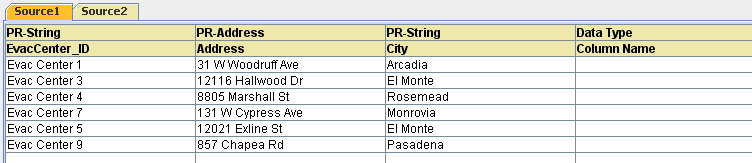 Source1 Source2
PR-String PR-Address PR-String Data Type
EvacCenter_ID Address City Column Name
Evac Center 1 31 W Woodruff Ave Arcadia
Evac Center 3 12116 Hallwood Dr El Monte
Evac Center 4 8805 Marshall St Rosemead
Evac Center 7 131 W Cypress Ave Monrovia
Evac Center 5 12021 Exline St El Monte
Evac Center 9 857 Chapea Rd Pasadena